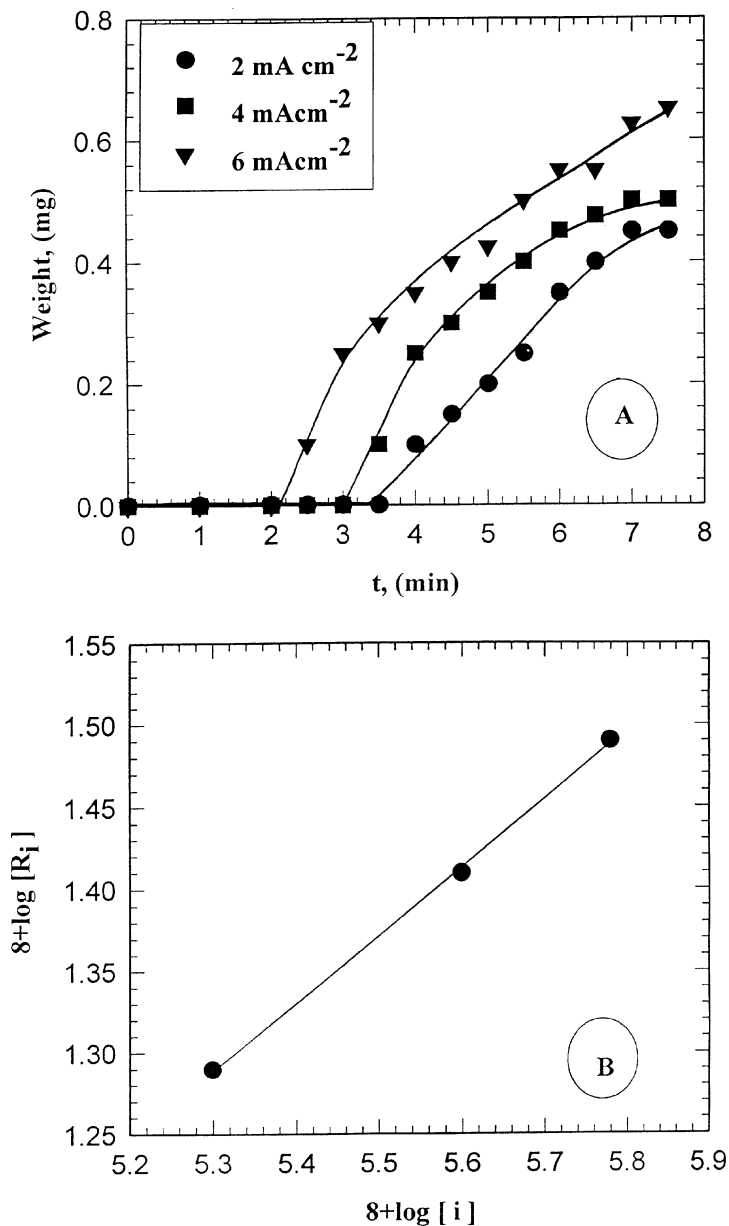 0.8
0.6
0.4
0.2
0.0
Weight, (mg)
2 mA cm-2
4 mAcm-2
6 mAcm-2
A
0 1 2 3 4 5 6 7 8
t, (min)
1.55
1.50
1.45
1.40
1.35
1.30
1.25
8+log [Ri]
B
5.2 5.3 5.4 5.5 5.6 5.7 5.8 5.9
8+log [ i ]